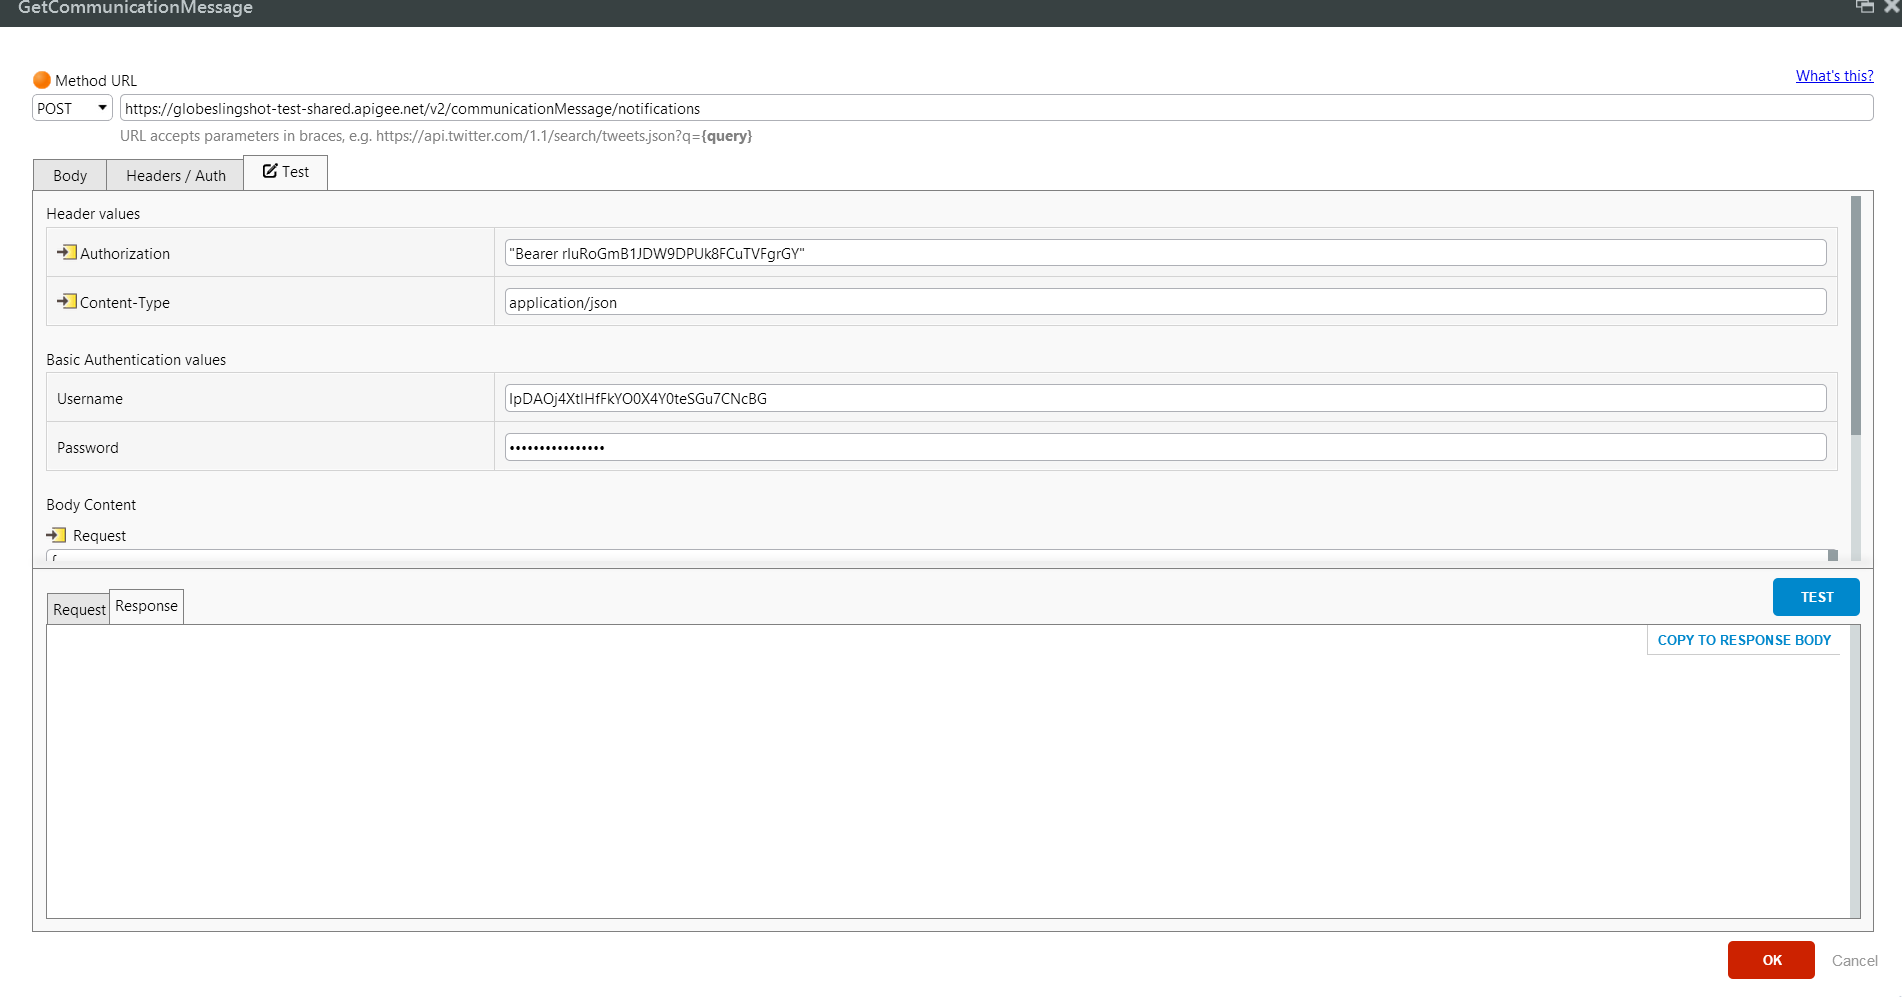 GetCommunicationMessage
Method URL
What's this?
POST
https://globeslingshot-test-shared.apigee.net/v2/communicationMessage/notifications
URL accepts parameters in braces, e.g. https://api.twitter.com/1.1/search/tweets.json?q={query}
Body
Headers / Auth
Test
Header values
Authorization
"Bearer rIuRoGmB1JDW9DPUk8FCuTVFgrGY"
Content-Type
application/json
Basic Authentication values
Username
IpDAOj4XtIHfFkYO0X4Y0teSGu7CNcBG
Password
••••••••••••••••
Body Content
Request
{
Request
Response
TEST
COPY TO RESPONSE BODY
OK
Cancel